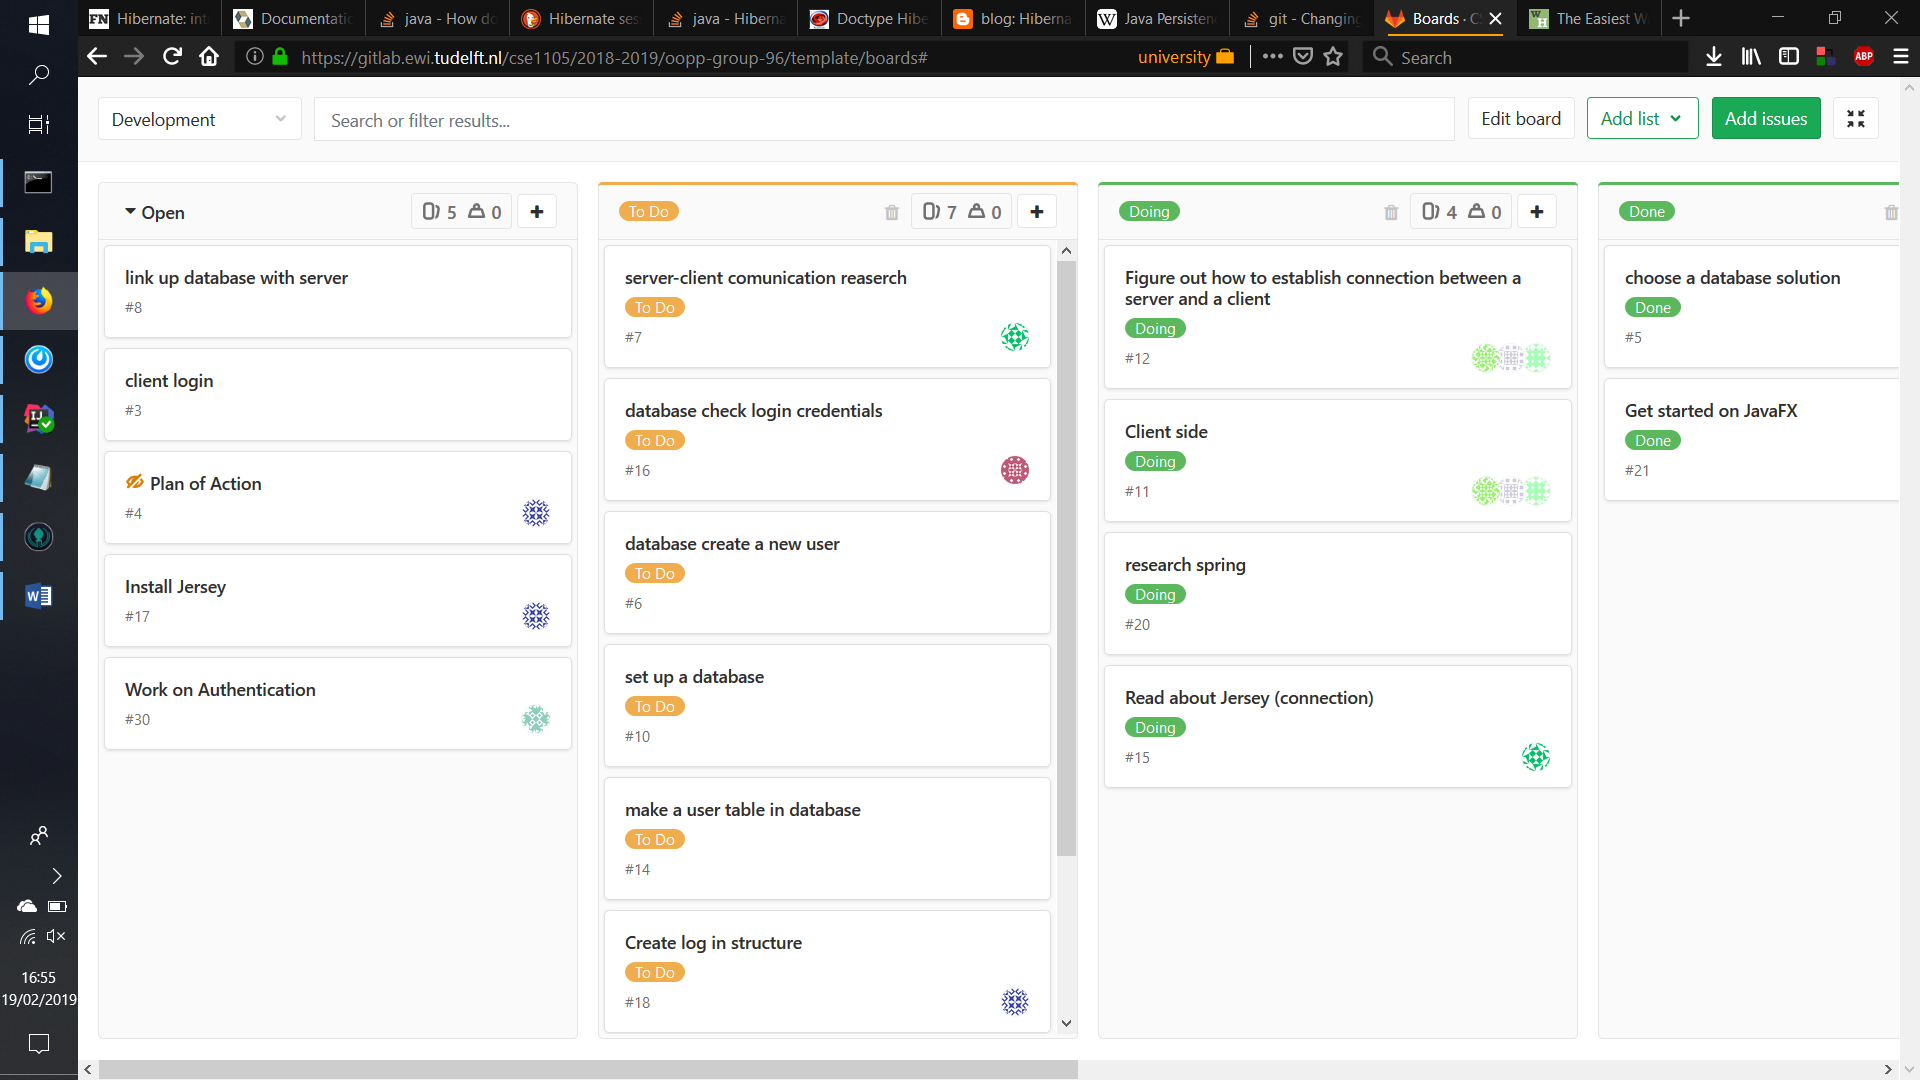 Hibernate: int
Documentatio
java - How do
Hibernate ses
java - Hiberna
Doctype Hibe
blog: Hiberna
Java Persisten
git - Changing
Boards · CS
The Easiest W
https://gitlab.ewi.tudelft.nl/cse1105/2018-2019/oopp-group-96/template/boards#
university
Search
ABP
Development
Search or filter results...
Edit board
Add list
Add issues
Open
5 0
link up database with server
#8
client login
#3
Plan of Action
#4
Install Jersey
#17
Work on Authentication
#30
To Do
7 0
server-client comunication reaserch
To Do
#7
database check login credentials
To Do
#16
database create a new user
To Do
#6
set up a database
To Do
#10
make a user table in database
To Do
#14
Create log in structure
To Do
#18
Doing
4 0
Figure out how to establish connection between a
server and a client
Doing
#12
Client side
Doing
#11
research spring
Doing
#20
Read about Jersey (connection)
Doing
#15
Done
choose a database solution
Done
#5
Get started on JavaFX
Done
#21
16:55
19/02/2019